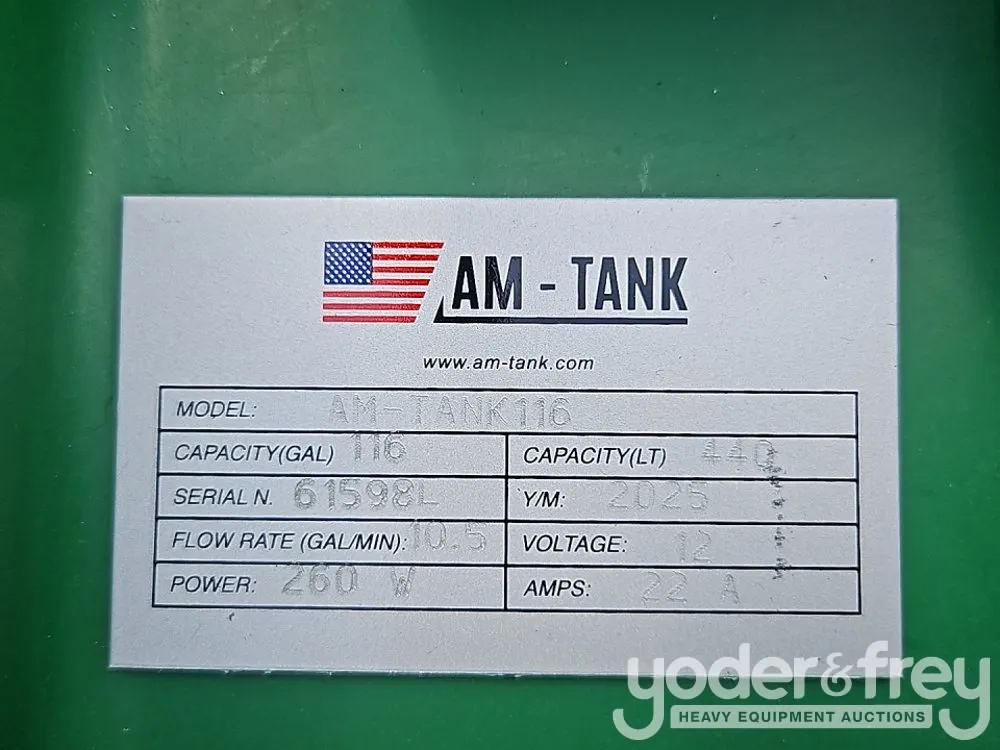 AM - TANK
www.am-tank.com
MODEL: AM-TANK116
CAPACITY(GAL) 116 CAPACITY(LT) 440
SERIAL N. 61598L Y/M: 2025
FLOW RATE (GAL/MIN): 10.5 VOLTAGE: 12
POWER: 260 W AMPS: 22 A
yoder&frey
HEAVY EQUIPMENT AUCTIONS